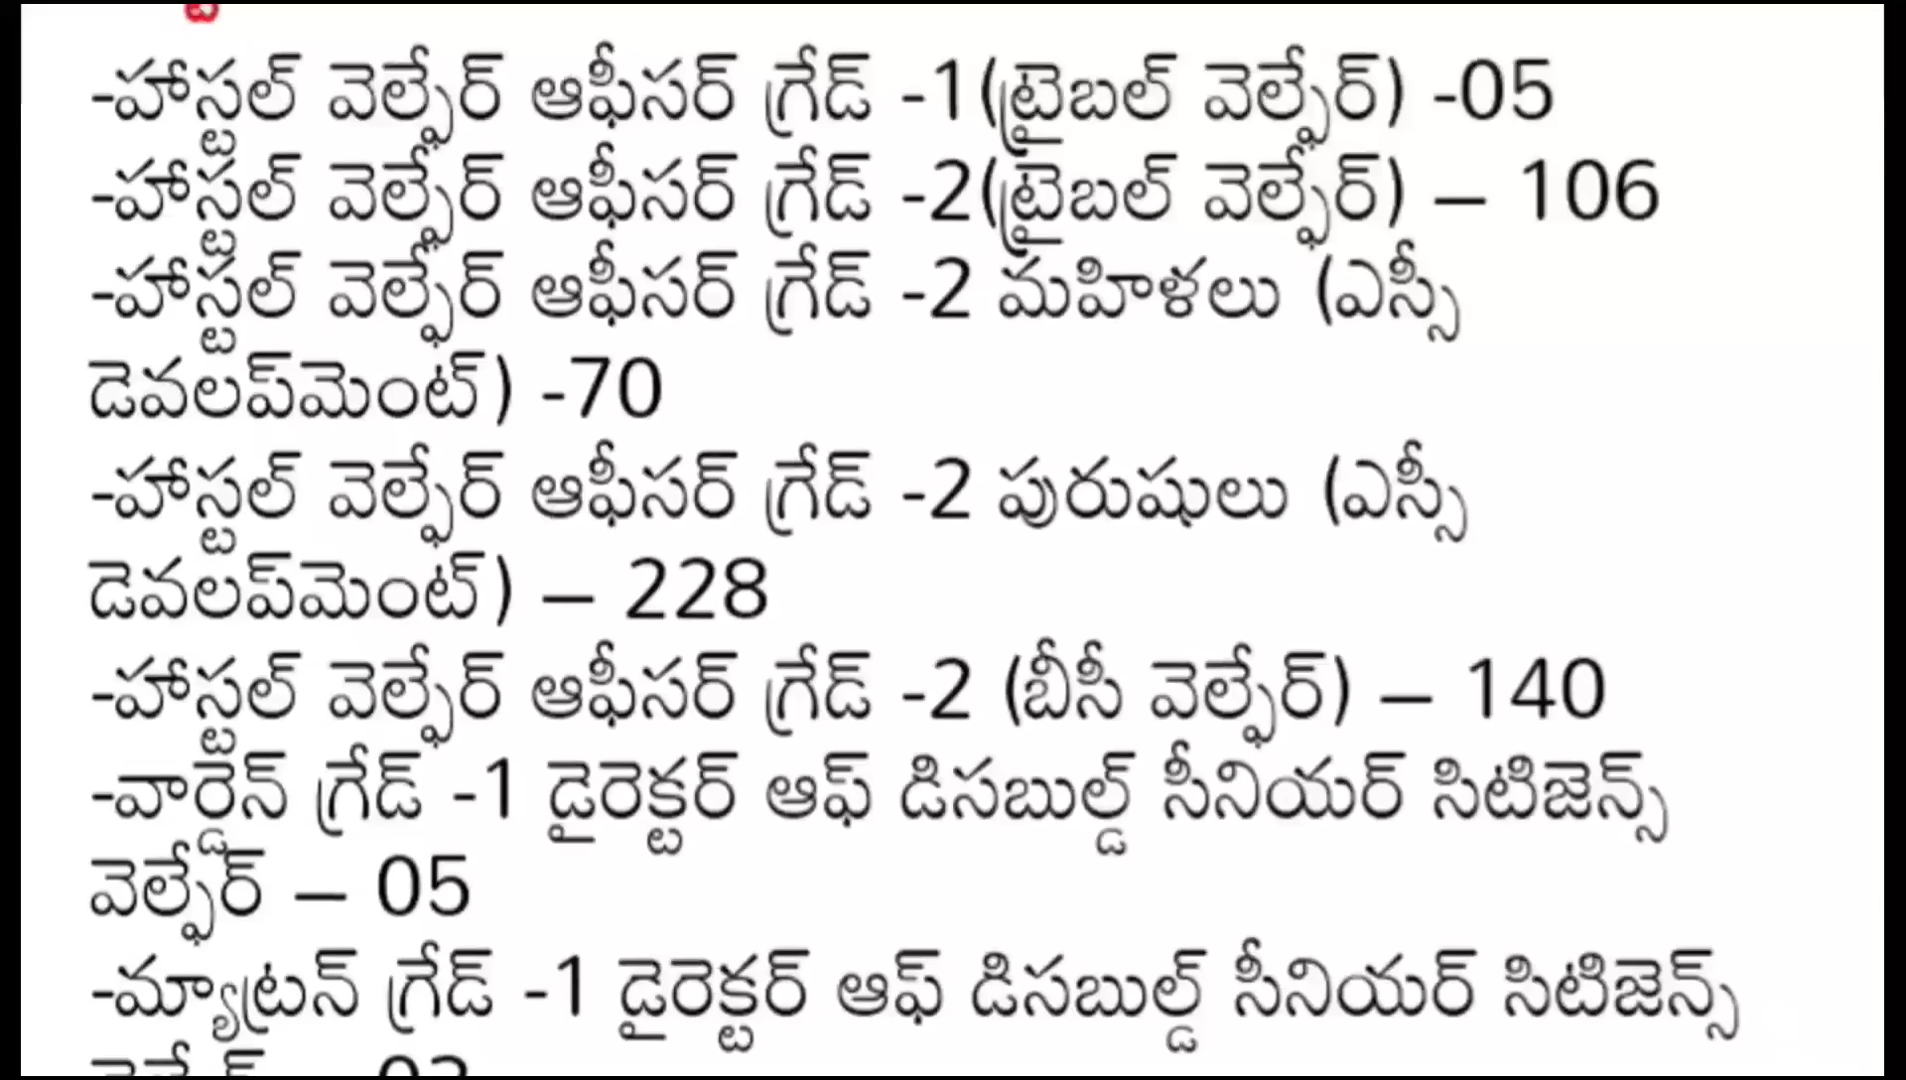 -హాస్టల్ వెల్ఫేర్ ఆఫీసర్ గ్రేడ్ -1(ట్రైబల్ వెల్ఫేర్) -05
-హాస్టల్ వెల్ఫేర్ ఆఫీసర్ గ్రేడ్ -2(ట్రైబల్ వెల్ఫేర్) – 106
-హాస్టల్ వెల్ఫేర్ ఆఫీసర్ గ్రేడ్ -2 మహిళలు (ఎస్సీ
డెవలప్‌మెంట్) -70
-హాస్టల్ వెల్ఫేర్ ఆఫీసర్ గ్రేడ్ -2 పురుషులు (ఎస్సీ
డెవలప్‌మెంట్) – 228
-హాస్టల్ వెల్ఫేర్ ఆఫీసర్ గ్రేడ్ -2 (బీసీ వెల్ఫేర్) – 140
-వార్డెన్ గ్రేడ్ -1 డైరెక్టర్ ఆఫ్ డిసబుల్డ్ సీనియర్ సిటిజెన్స్
వెల్ఫేర్ – 05
-మ్యాట్రన్ గ్రేడ్ -1 డైరెక్టర్ ఆఫ్ డిసబుల్డ్ సీనియర్ సిటిజెన్స్